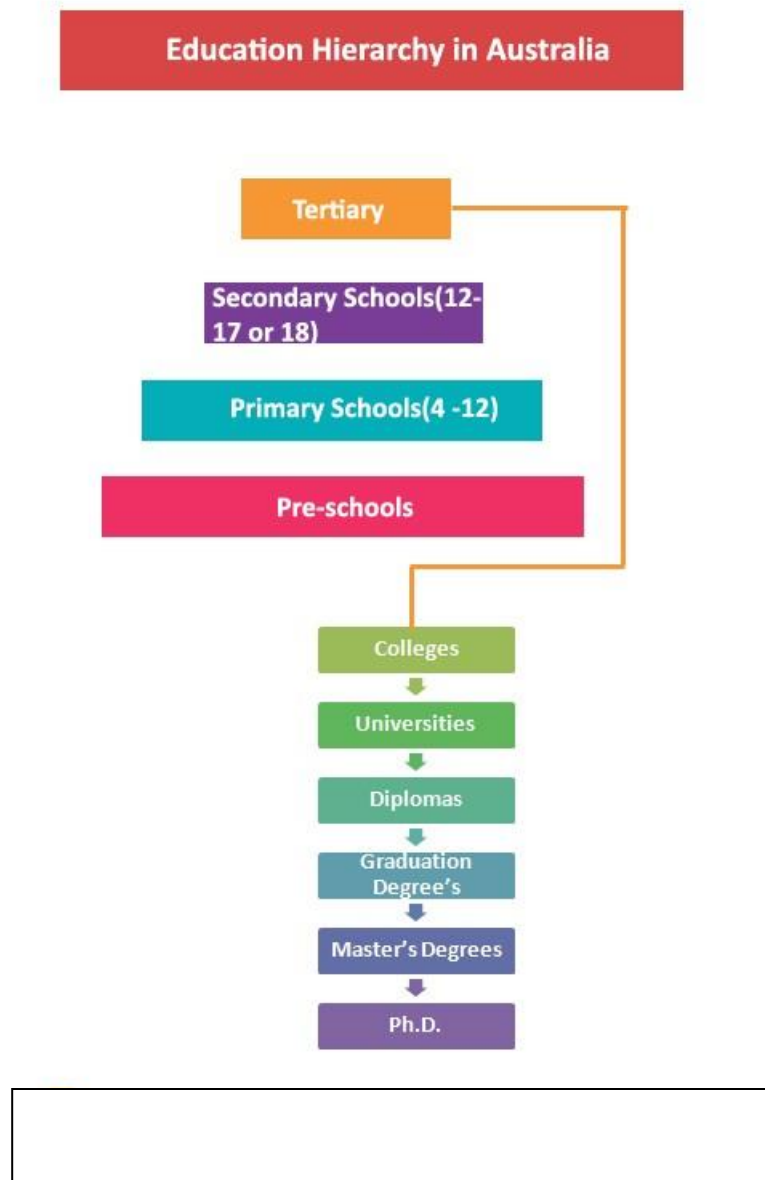 Education Hierarchy in Australia
Tertiary
Secondary Schools(12-
17 or 18)
Primary Schools(4 -12)
Pre-schools
Colleges
Universities
Diplomas
Graduation
Degree's
Master's Degrees
Ph.D.